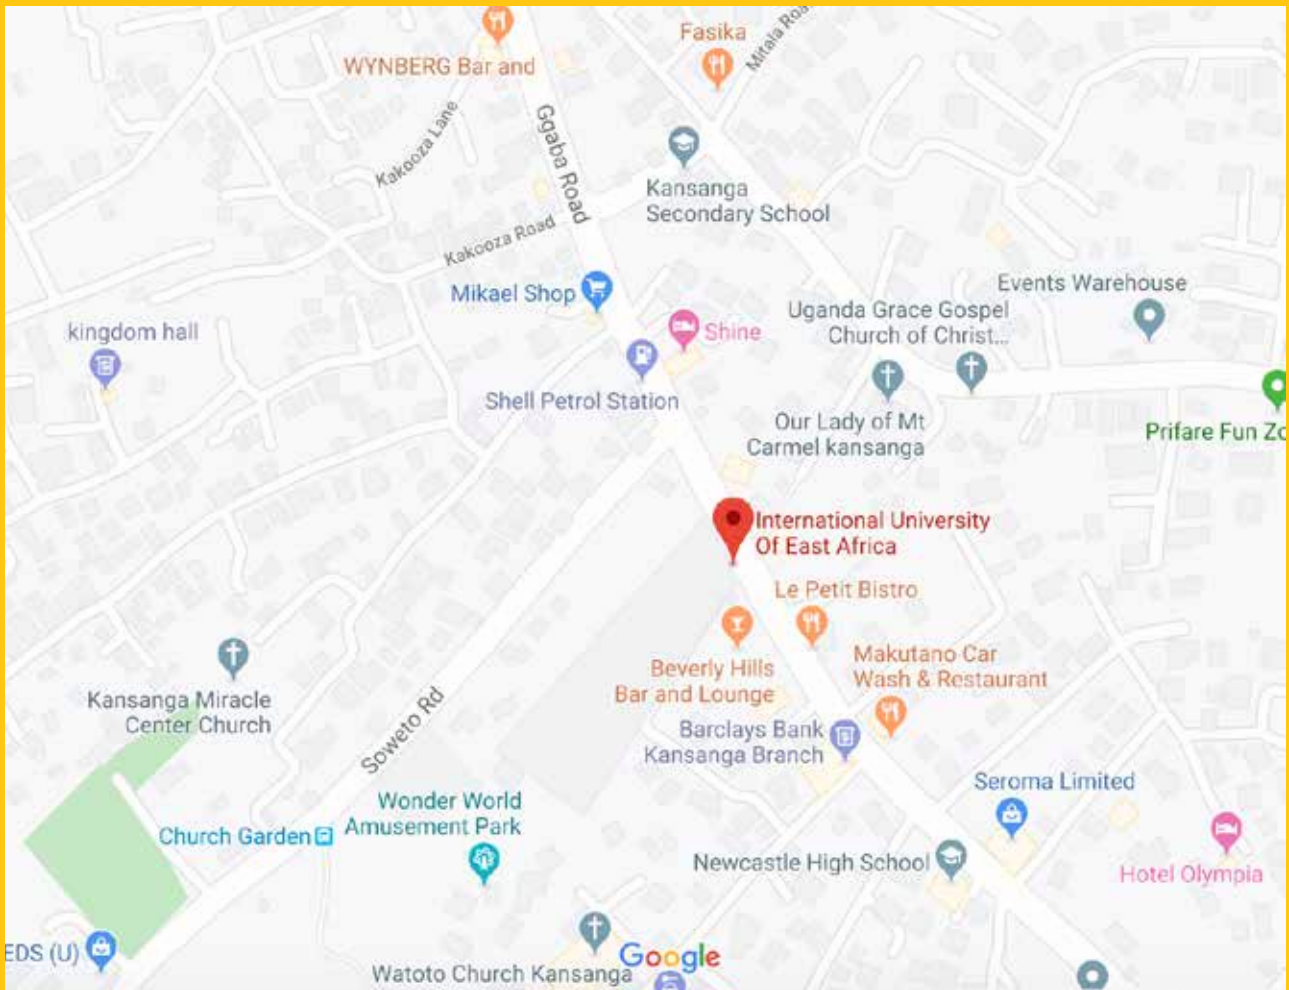 Fasika
Mitala Road
WYNBERG Bar and
Ggaba Road
Kakooza Lane
Kansanga
Secondary School
Kakooza Road
Mikael Shop
Events Warehouse
Uganda Grace Gospel
Church of Christ...
kingdom hall
Shine
Shell Petrol Station
Our Lady of Mt
Carmel kansanga
Prifare Fun Zo
International University
Of East Africa
Le Petit Bistro
Beverly Hills
Bar and Lounge
Makutano Car
Wash & Restaurant
Kansanga Miracle
Center Church
Soweto Rd
Barclays Bank
Kansanga Branch
Seroma Limited
Wonder World
Amusement Park
Church Garden
Newcastle High School
Hotel Olympia
EDS (U)
Google
Watoto Church Kansanga